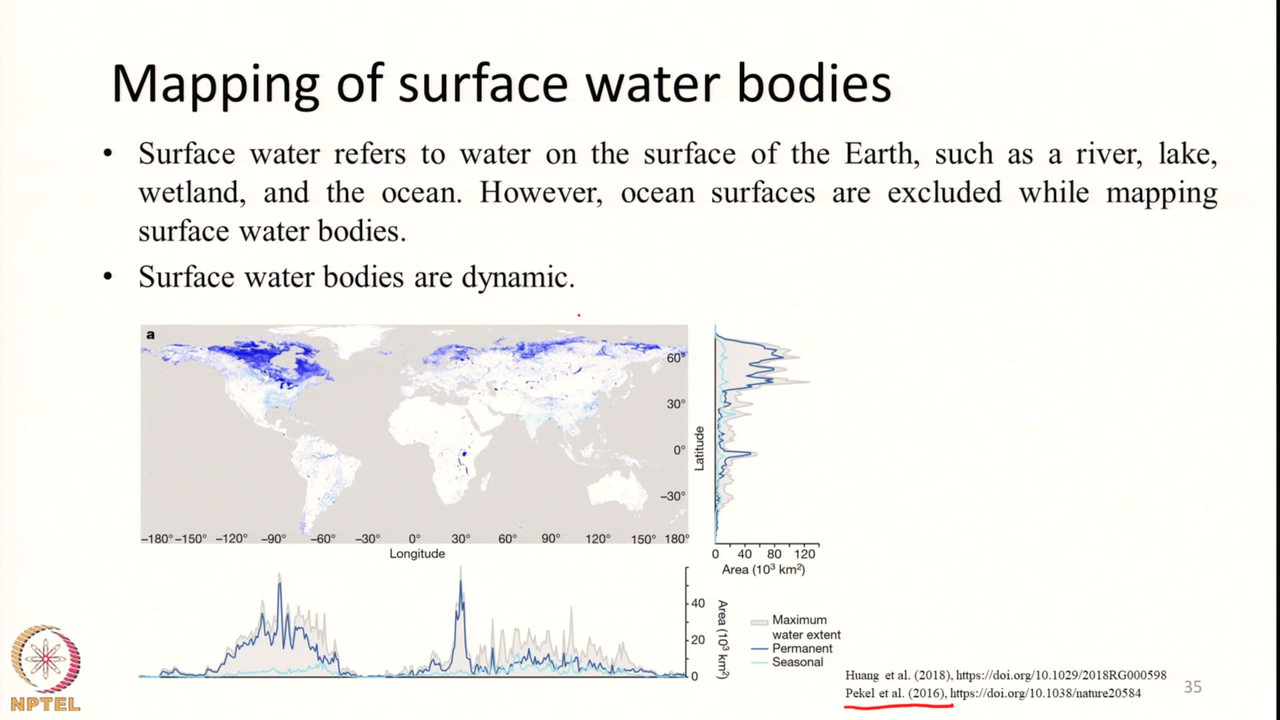 Mapping of surface water bodies
• Surface water refers to water on the surface of the Earth, such as a river, lake,
wetland, and the ocean. However, ocean surfaces are excluded while mapping
surface water bodies.
• Surface water bodies are dynamic.
a
60°
30°
0°
−30°
−180° −150° −120° −90° −60° −30° 0° 30° 60° 90° 120° 150° 180°
Longitude
Latitude
0 40 80 120
Area (10³ km²)
40
20
0
Area (10³ km²)
Maximum
water extent
Permanent
Seasonal
Huang et al. (2018), https://doi.org/10.1029/2018RG000598
Pekel et al. (2016), https://doi.org/10.1038/nature20584
35
NPTEL